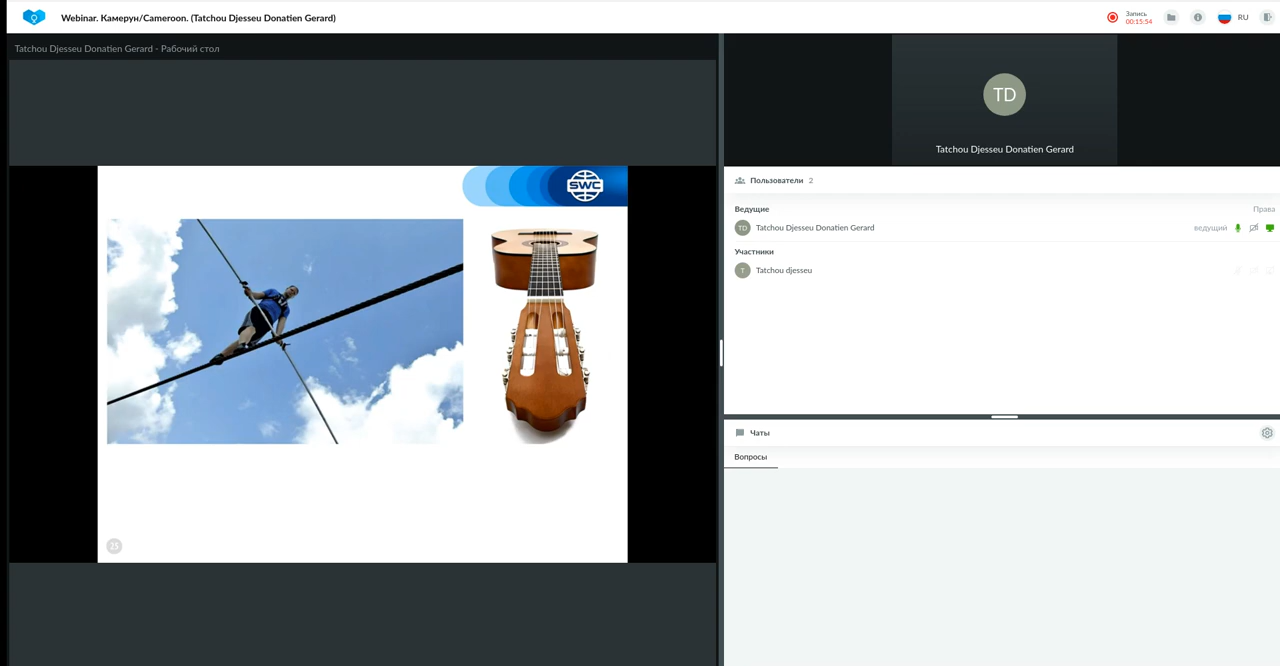 Webinar. Камерун/Cameroon. (Tatchou Djesseu Donatien Gerard)
Запись
00:15:54
RU
Tatchou Djesseu Donatien Gerard - Рабочий стол
SWC
25
TD
Tatchou Djesseu Donatien Gerard
Пользователи 2
Ведущие Права
TD Tatchou Djesseu Donatien Gerard ведущий
Участники
T Tatchou djesseu
Чаты
Вопросы